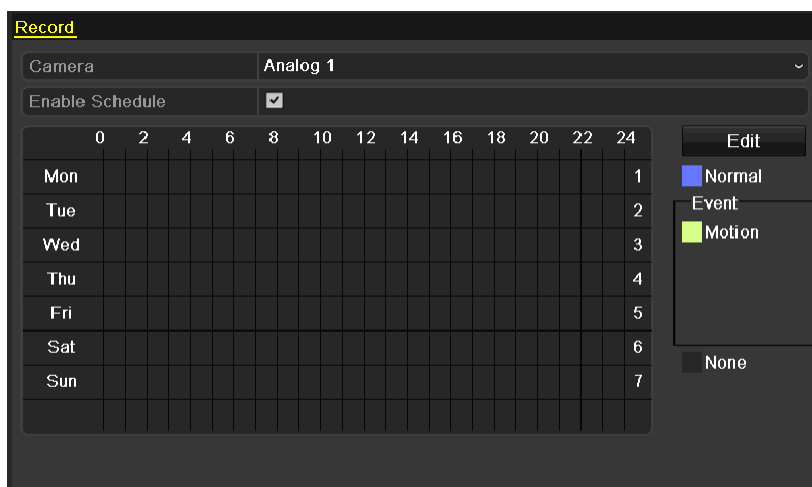 Record
Camera Analog 1
Enable Schedule
0 2 4 6 8 10 12 14 16 18 20 22 24 Edit
Mon 1 Normal
Event
Tue 2
Motion
Wed 3
Thu 4
Fri 5
Sat 6
None
Sun 7